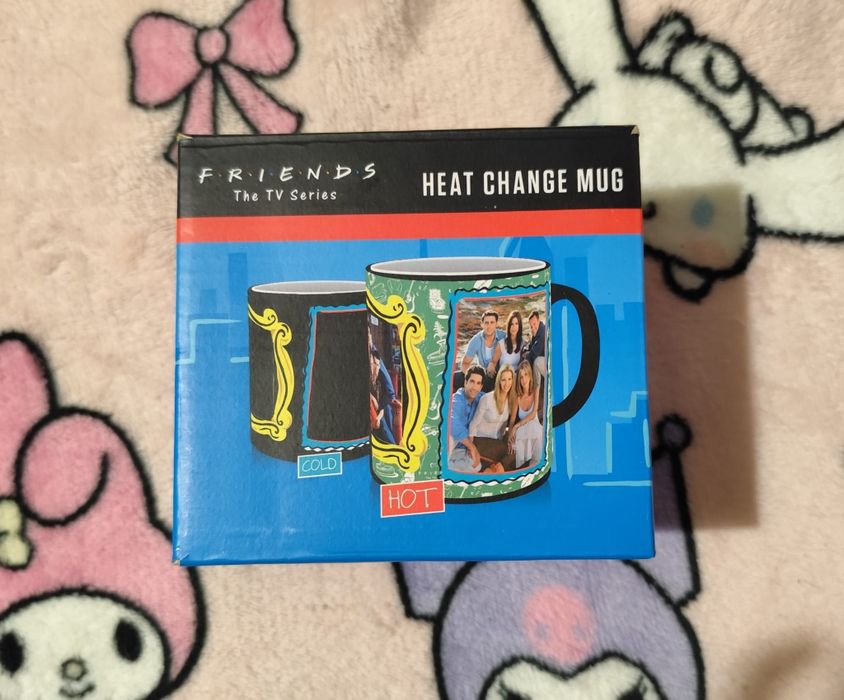 F·R·I·E·N·D·S
The TV Series
HEAT CHANGE MUG
COLD
HOT